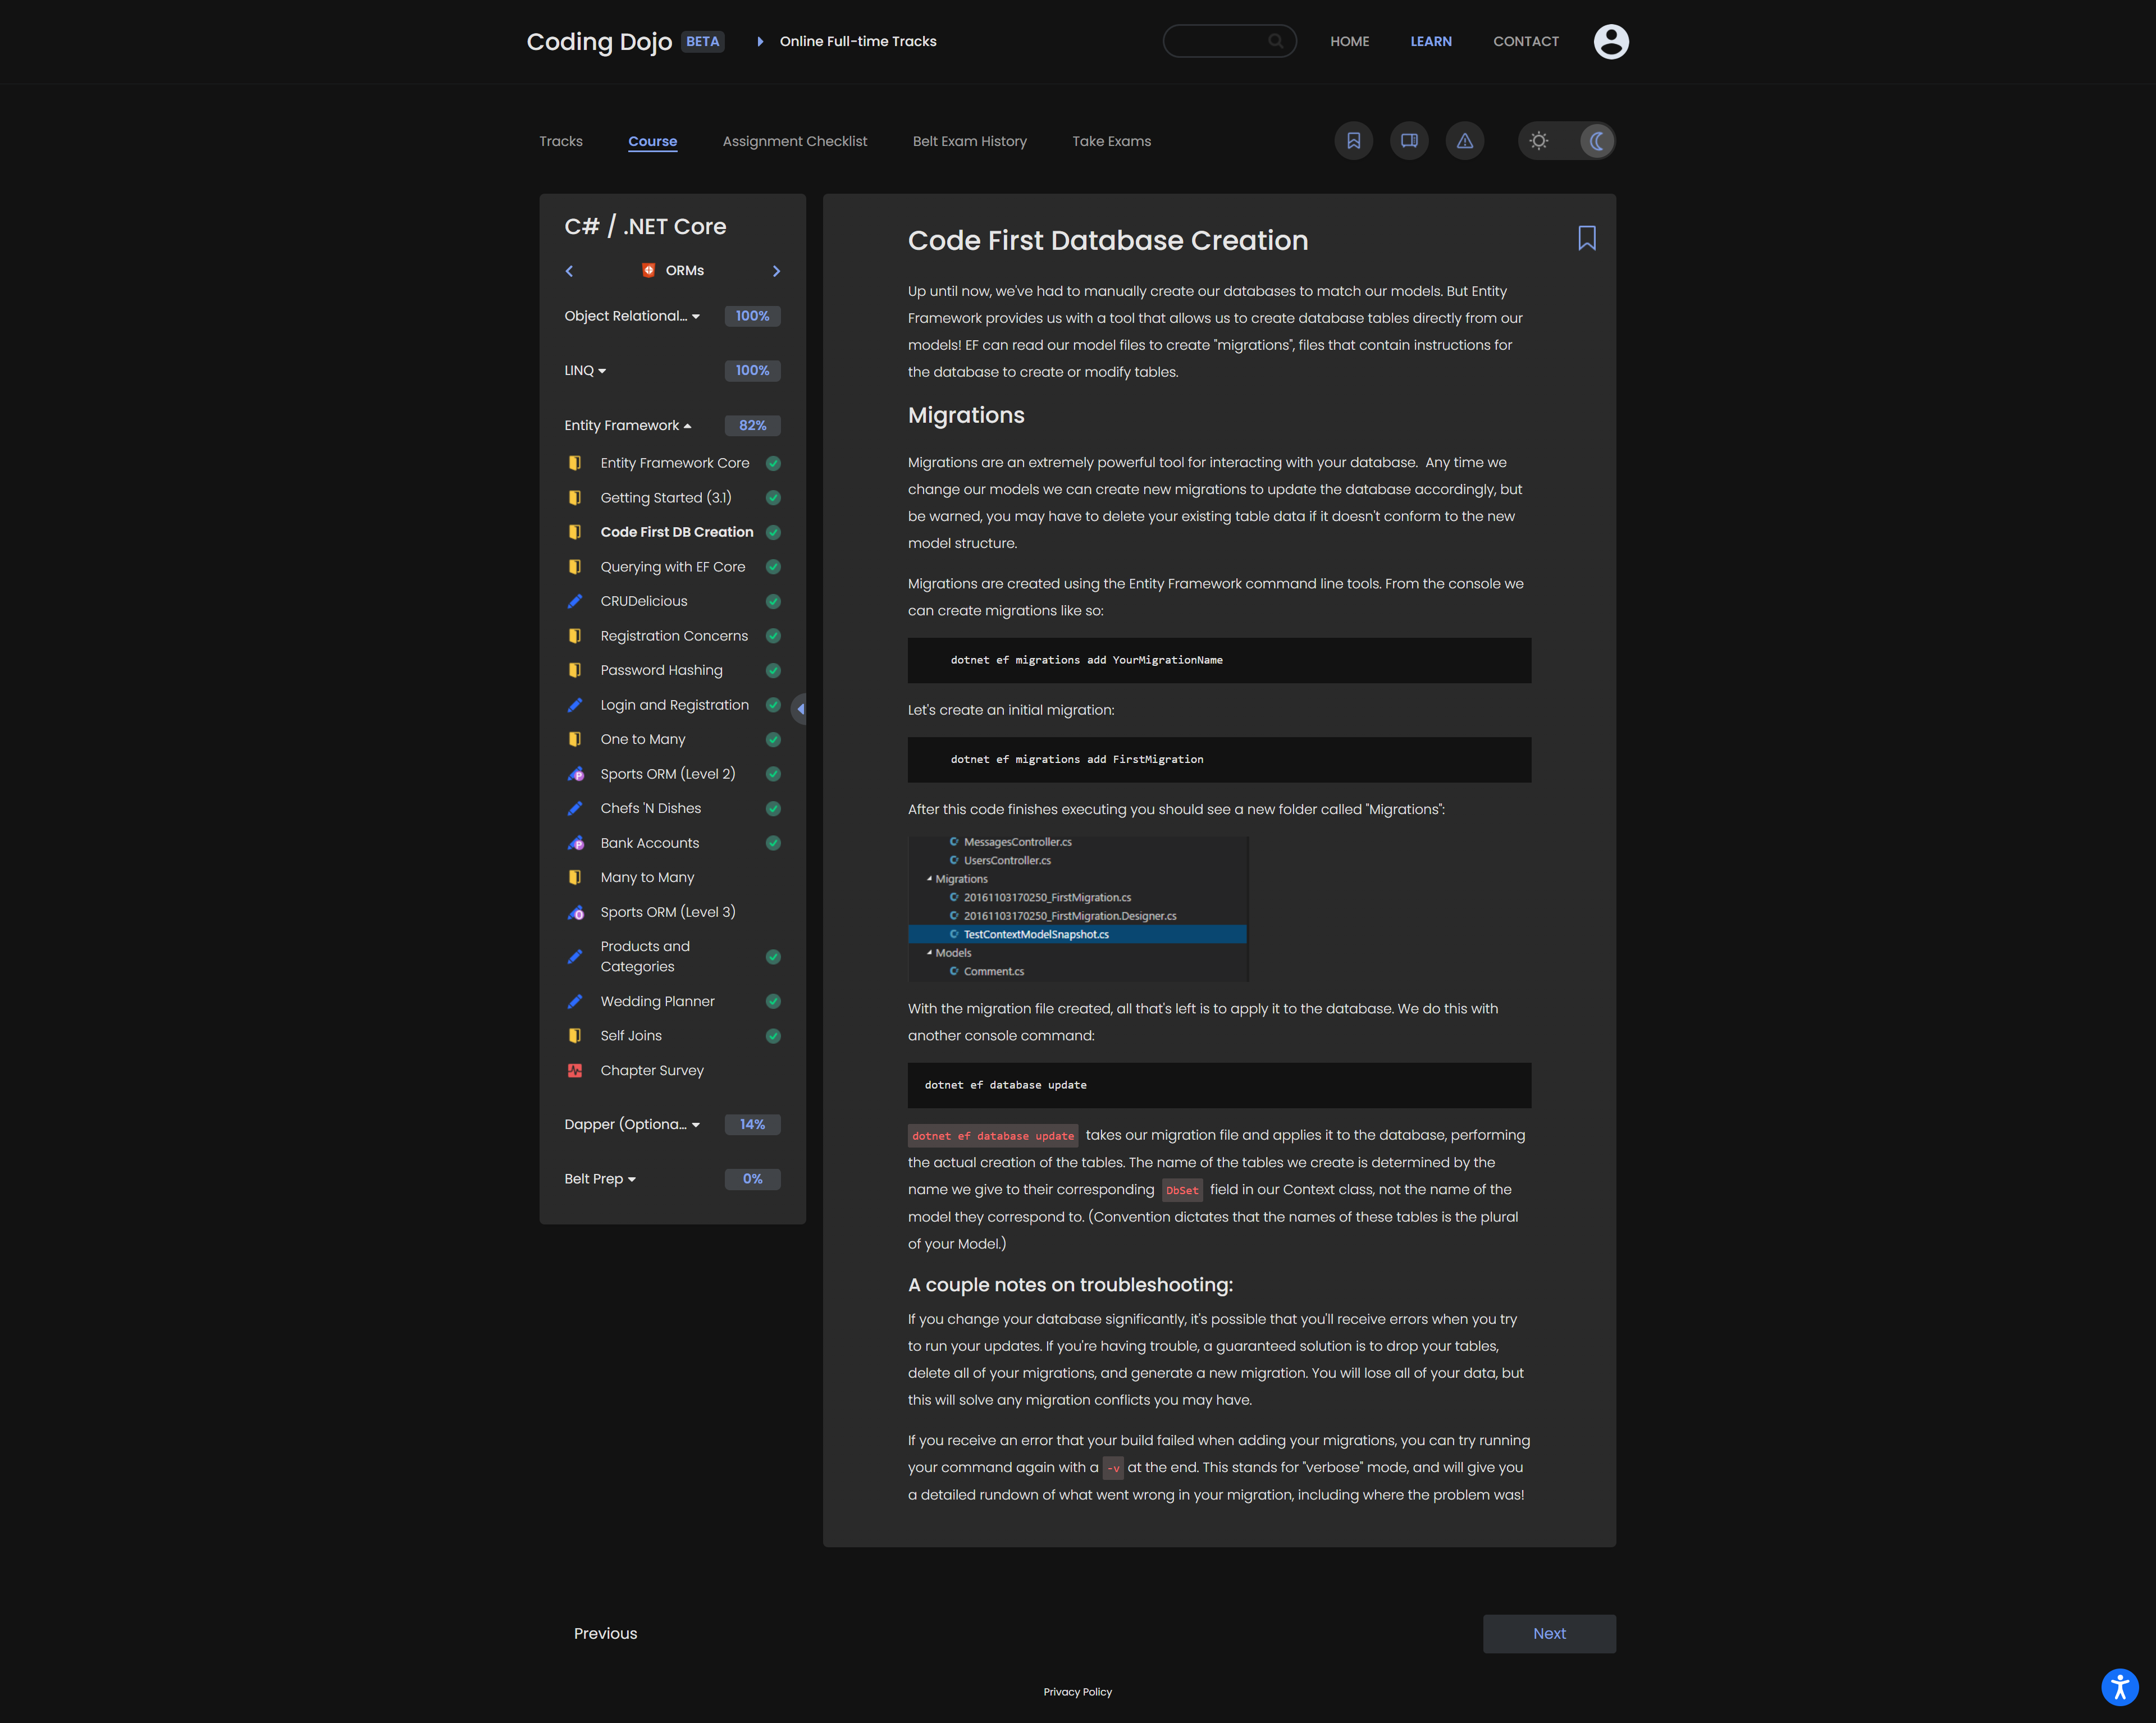 Coding Dojo BETA Online Full-time Tracks HOME LEARN CONTACT
Tracks Course Assignment Checklist Belt Exam History Take Exams
C# / .NET Core
ORMs
Object Relational... 100%
LINQ 100%
Entity Framework 82%
Entity Framework Core
Getting Started (3.1)
Code First DB Creation
Querying with EF Core
CRUDelicious
Registration Concerns
Password Hashing
Login and Registration
One to Many
Sports ORM (Level 2)
Chefs 'N Dishes
Bank Accounts
Many to Many
Sports ORM (Level 3)
Products and
Categories
Wedding Planner
Self Joins
Chapter Survey
Dapper (Optiona... 14%
Belt Prep 0%
Code First Database Creation
Up until now, we've had to manually create our databases to match our models. But Entity
Framework provides us with a tool that allows us to create database tables directly from our
models! EF can read our model files to create "migrations", files that contain instructions for
the database to create or modify tables.
Migrations
Migrations are an extremely powerful tool for interacting with your database. Any time we
change our models we can create new migrations to update the database accordingly, but
be warned, you may have to delete your existing table data if it doesn't conform to the new
model structure.
Migrations are created using the Entity Framework command line tools. From the console we
can create migrations like so:
dotnet ef migrations add YourMigrationName
Let's create an initial migration:
dotnet ef migrations add FirstMigration
After this code finishes executing you should see a new folder called "Migrations":
MessagesController.cs
UsersController.cs
Migrations
20161103170250_FirstMigration.cs
20161103170250_FirstMigration.Designer.cs
TestContextModelSnapshot.cs
Models
Comment.cs
With the migration file created, all that's left is to apply it to the database. We do this with
another console command:
dotnet ef database update
dotnet ef database update takes our migration file and applies it to the database, performing
the actual creation of the tables. The name of the tables we create is determined by the
name we give to their corresponding DbSet field in our Context class, not the name of the
model they correspond to. (Convention dictates that the names of these tables is the plural
of your Model.)
A couple notes on troubleshooting:
If you change your database significantly, it's possible that you'll receive errors when you try
to run your updates. If you're having trouble, a guaranteed solution is to drop your tables,
delete all of your migrations, and generate a new migration. You will lose all of your data, but
this will solve any migration conflicts you may have.
If you receive an error that your build failed when adding your migrations, you can try running
your command again with a -v at the end. This stands for "verbose" mode, and will give you
a detailed rundown of what went wrong in your migration, including where the problem was!
Previous Next
Privacy Policy